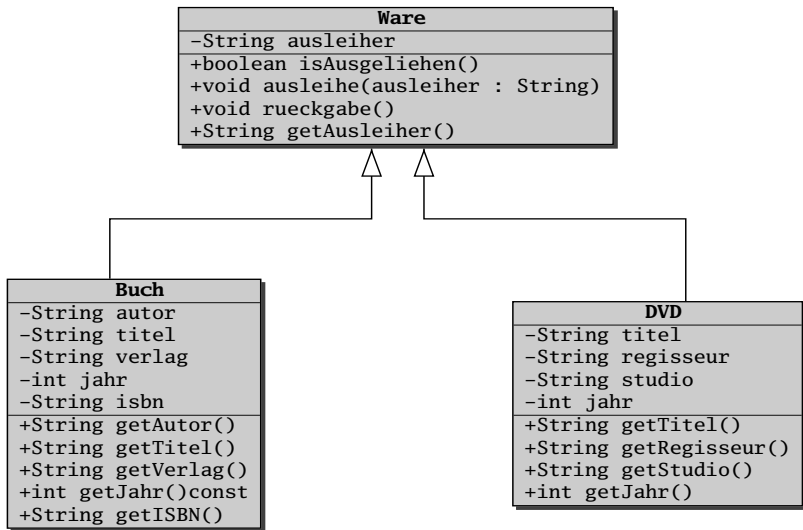 Ware
-String ausleiher
+boolean isAusgeliehen()
+void ausleihe(ausleiher : String)
+void rueckgabe()
+String getAusleiher()
Buch
-String autor
-String titel
-String verlag
-int jahr
-String isbn
+String getAutor()
+String getTitel()
+String getVerlag()
+int getJahr()const
+String getISBN()
DVD
-String titel
-String regisseur
-String studio
-int jahr
+String getTitel()
+String getRegisseur()
+String getStudio()
+int getJahr()